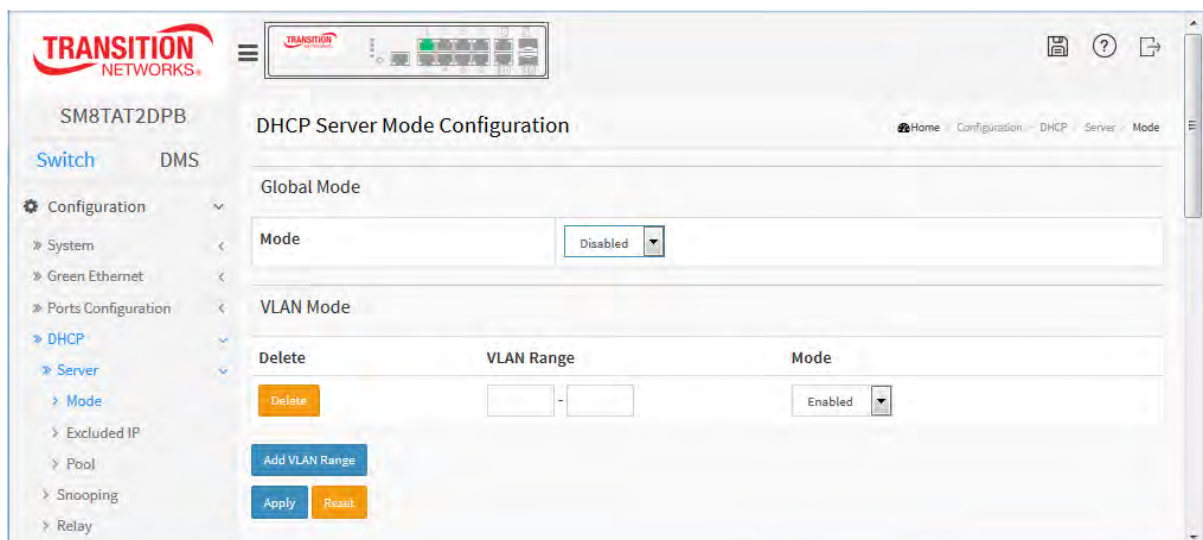 TRANSITION
NETWORKS®
TRANSITION
SM8TAT2DPB
Switch DMS
Configuration
» System
» Green Ethernet
» Ports Configuration
» DHCP
» Server
> Mode
> Excluded IP
> Pool
> Snooping
> Relay
DHCP Server Mode Configuration
Home / Configuration / DHCP / Server / Mode
Global Mode
Mode Disabled
VLAN Mode
Delete VLAN Range Mode
Delete - Enabled
Add VLAN Range
Apply Reset